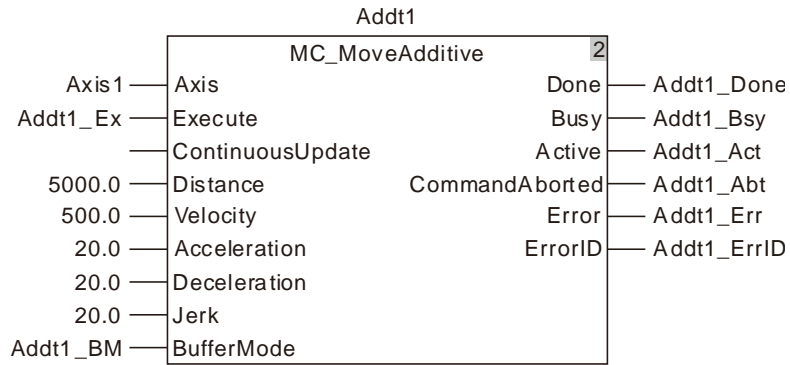 Addt1
MC_MoveAdditive 2
Axis1 Axis Done Addt1_Done
Addt1_Ex Execute Busy Addt1_Bsy
ContinuousUpdate Active Addt1_Act
5000.0 Distance CommandAborted Addt1_Abt
500.0 Velocity Error Addt1_Err
20.0 Acceleration ErrorID Addt1_ErrID
20.0 Deceleration
20.0 Jerk
Addt1_BM BufferMode